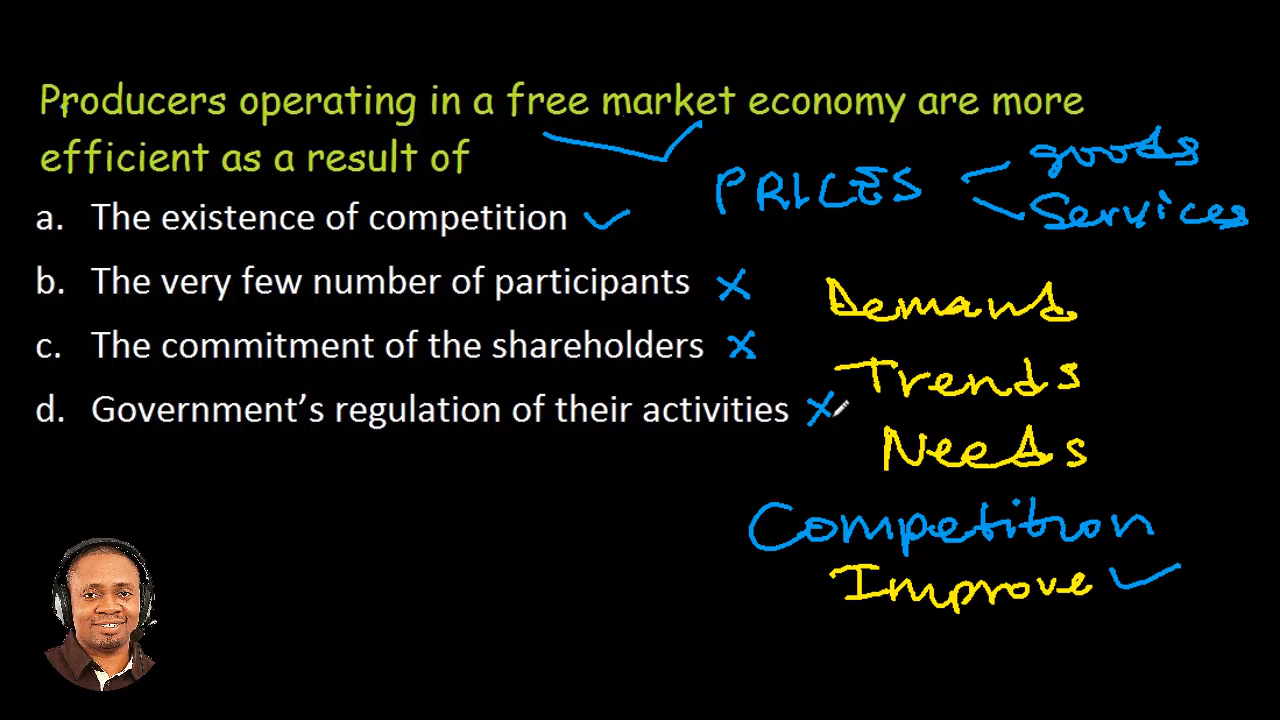 Producers operating in a free market economy are more
efficient as a result of
PRICES
goods
Services
a. The existence of competition
b. The very few number of participants
c. The commitment of the shareholders
d. Government's regulation of their activities
Demand
Trends
Needs
Competition
Improve